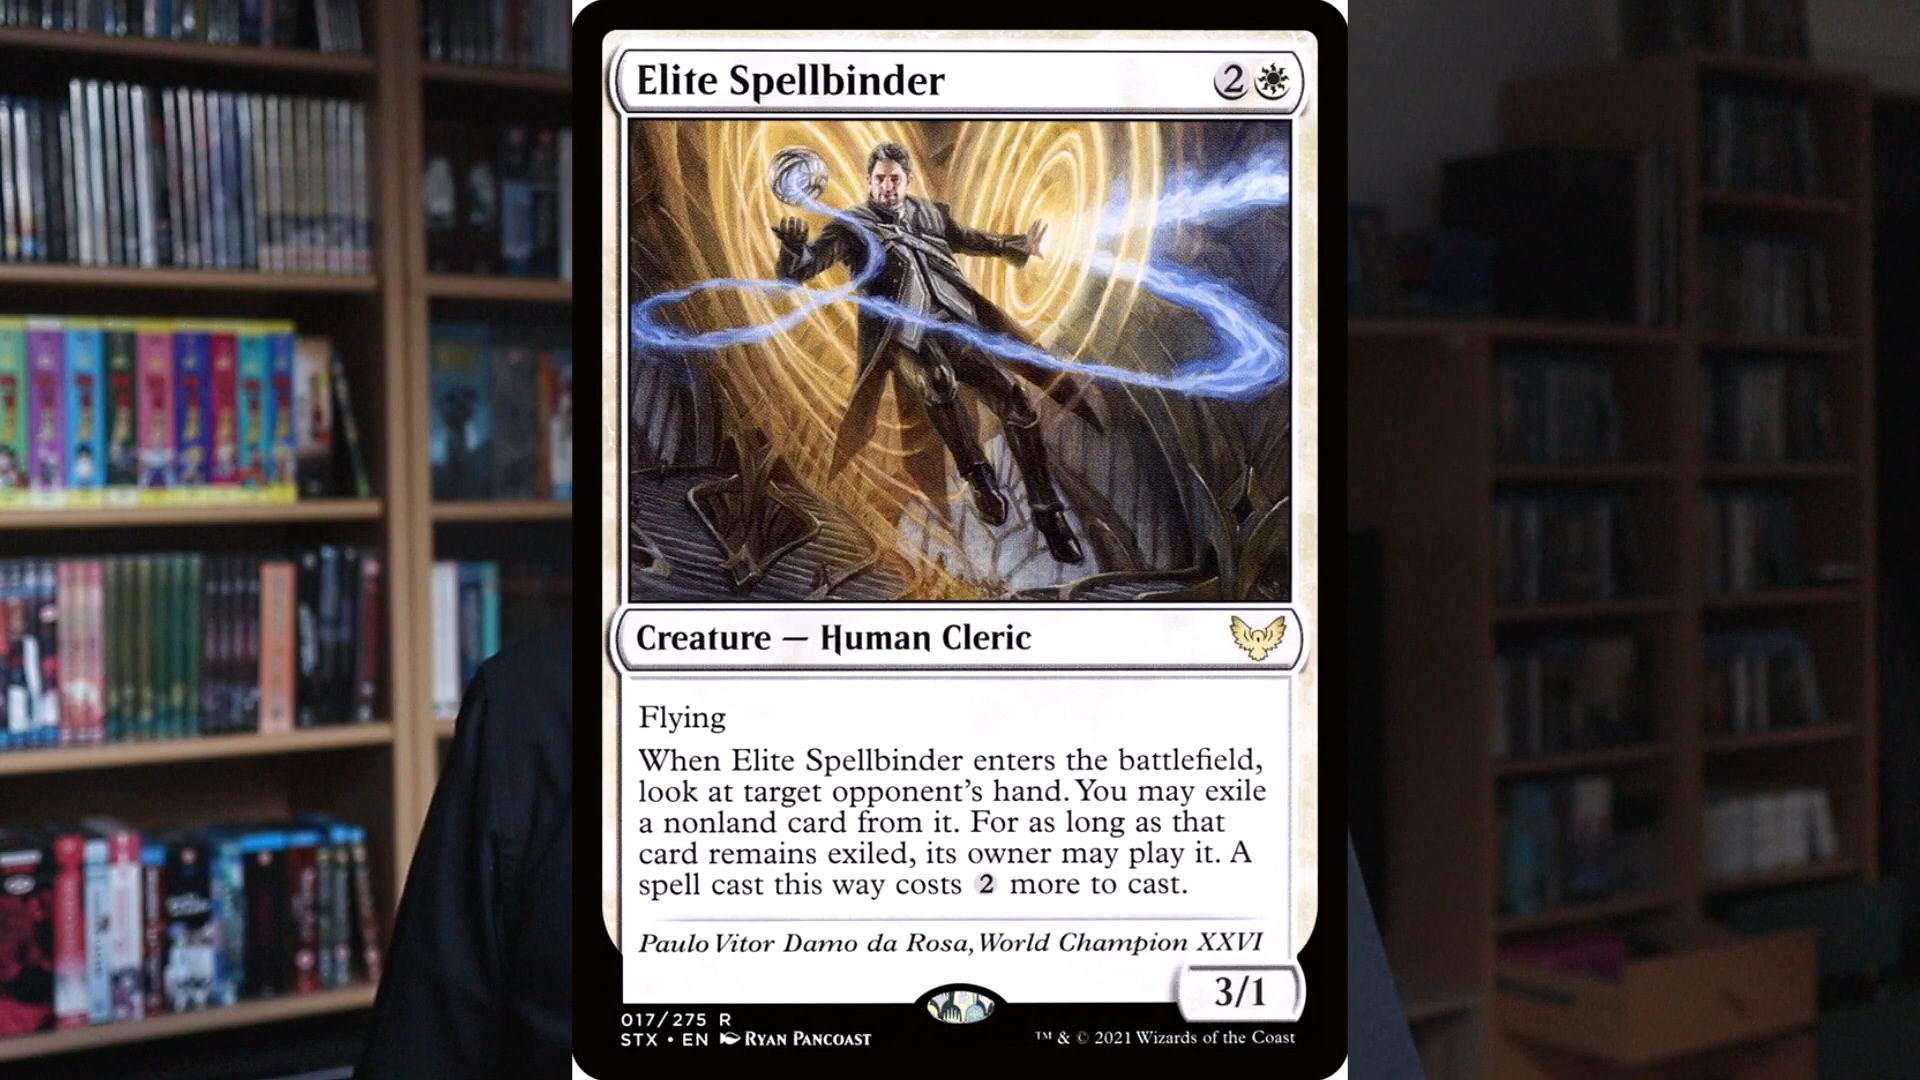 Elite Spellbinder 2
Creature — Human Cleric
Flying
When Elite Spellbinder enters the battlefield,
look at target opponent's hand. You may exile
a nonland card from it. For as long as that
card remains exiled, its owner may play it. A
spell cast this way costs 2 more to cast.
Paulo Vitor Damo da Rosa, World Champion XXVI
3/1
017/275 R
STX • EN Ryan Pancoast
™ & © 2021 Wizards of the Coast